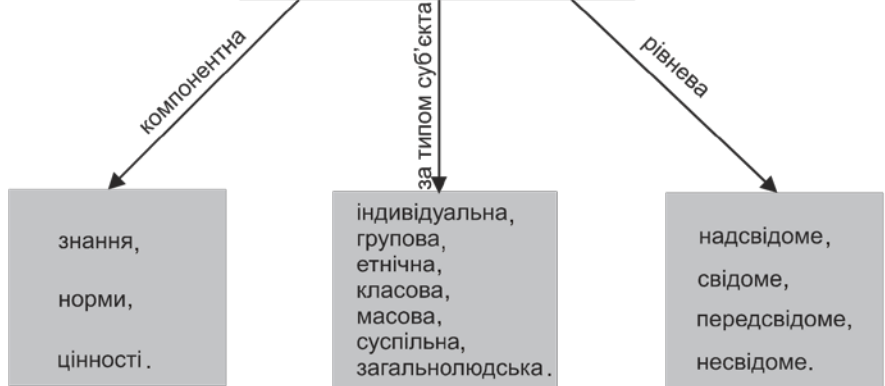 компонентна
за типом суб'єкта
рівнева
знання,
норми,
цінності.
індивідуальна,
групова,
етнічна,
класова,
масова,
суспільна,
загальнолюдська.
надсвідоме,
свідоме,
передсвідоме,
несвідоме.